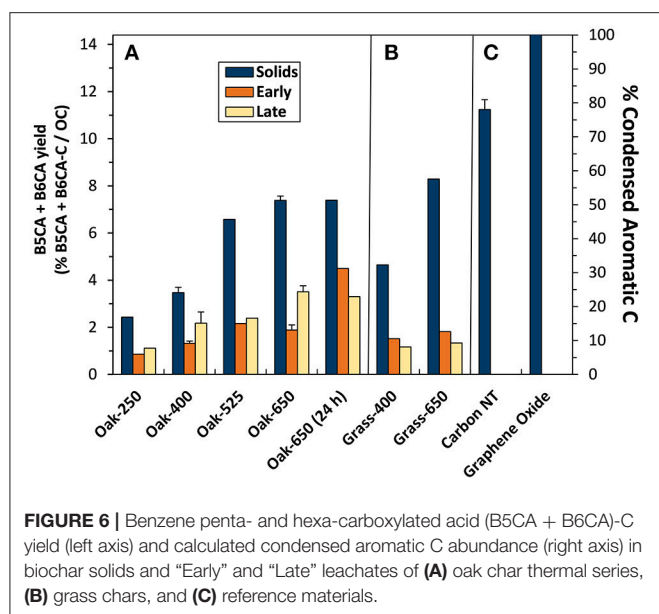 A
B
C
Solids
Early
Late
B5CA + B6CA yield
(% B5CA + B6CA-C / OC)
14
12
10
8
6
4
2
0
% Condensed Aromatic C
100
90
80
70
60
50
40
30
20
10
0
Oak-250
Oak-400
Oak-525
Oak-650
Oak-650 (24 h)
Grass-400
Grass-650
Carbon NT
Graphene Oxide
FIGURE 6 | Benzene penta- and hexa-carboxylated acid (B5CA + B6CA)-C
yield (left axis) and calculated condensed aromatic C abundance (right axis) in
biochar solids and “Early” and “Late” leachates of (A) oak char thermal series,
(B) grass chars, and (C) reference materials.